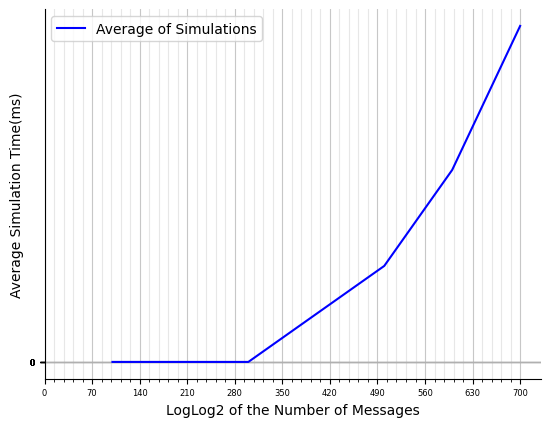 Average of Simulations
Average Simulation Time(ms)
0
0 70 140 210 280 350 420 490 560 630 700
LogLog2 of the Number of Messages